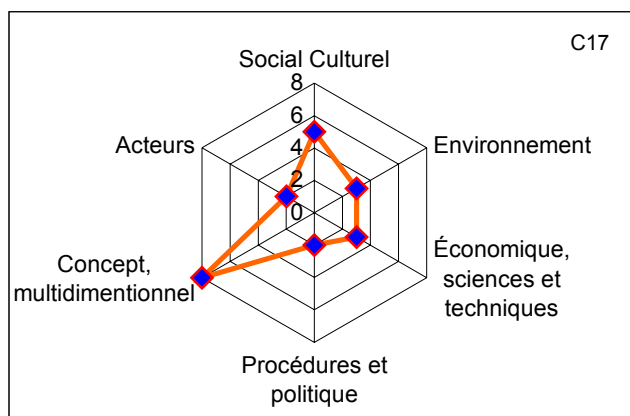 C17
Social Culturel
8
6
4
2
0
Environnement
Économique,
sciences et
techniques
Procédures et
politique
Concept,
multidimentionnel
Acteurs